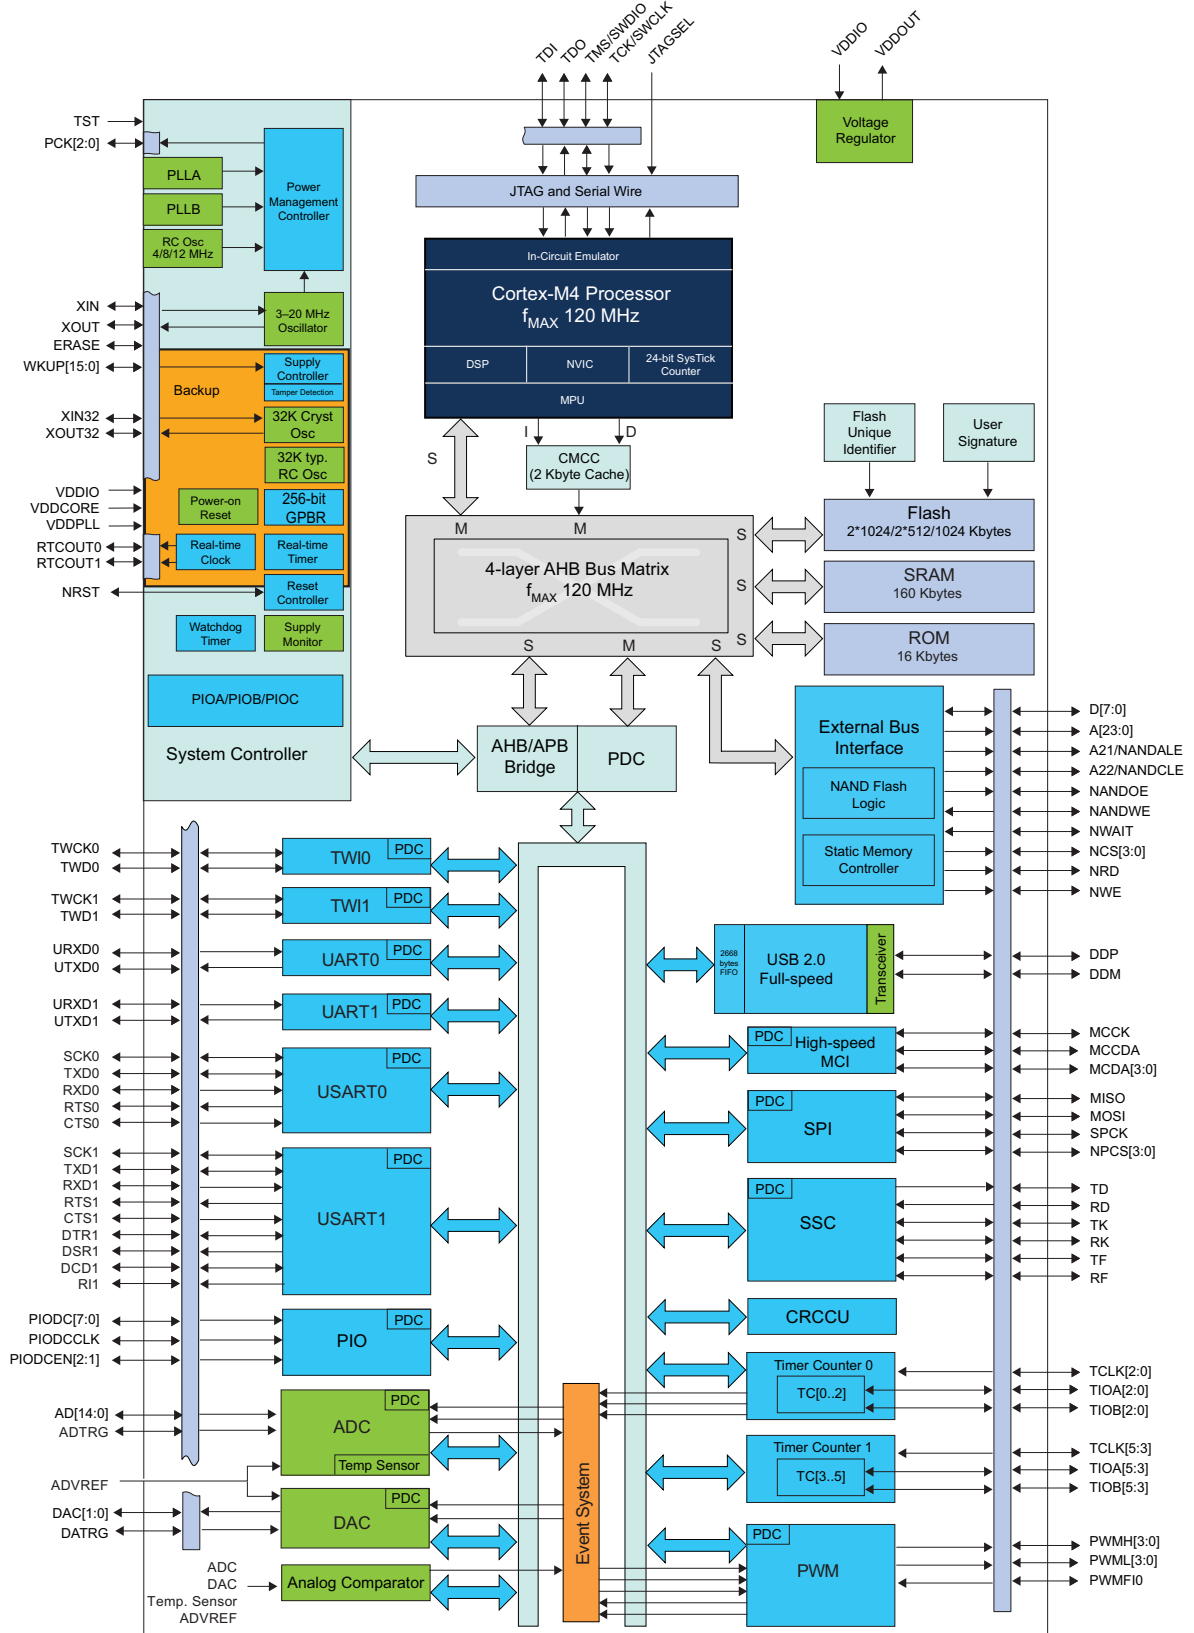 TDI
TDO
TMS/SWDIO
TCK/SWCLK
JTAGSEL
VDDIO
VDDOUT
TST
PCK[2:0]
PLLA
PLLB
RC Osc
4/8/12 MHz
Power
Management
Controller
Voltage
Regulator
JTAG and Serial Wire
In-Circuit Emulator
Cortex-M4 Processor
fMAX 120 MHz
DSP
NVIC
24-bit SysTick
Counter
MPU
XIN
XOUT
ERASE
WKUP[15:0]
XIN32
XOUT32
VDDIO
VDDCORE
VDDPLL
RTCOUT0
RTCOUT1
NRST
3–20 MHz
Oscillator
Backup
Supply
Controller
Tamper Detection
32K Cryst
Osc
32K typ.
RC Osc
Power-on
Reset
256-bit
GPBR
Real-time
Clock
Real-time
Timer
Reset
Controller
Watchdog
Timer
Supply
Monitor
PIOA/PIOB/PIOC
System Controller
S
I
D
CMCC
(2 Kbyte Cache)
Flash
Unique
Identifier
User
Signature
M
M
S
4-layer AHB Bus Matrix
fMAX 120 MHz
S
S
S
M
S
Flash
2*1024/2*512/1024 Kbytes
SRAM
160 Kbytes
ROM
16 Kbytes
AHB/APB
Bridge
PDC
External Bus
Interface
NAND Flash
Logic
Static Memory
Controller
D[7:0]
A[23:0]
A21/NANDALE
A22/NANDCLE
NANDOE
NANDWE
NWAIT
NCS[3:0]
NRD
NWE
TWCK0
TWD0
TWI0
PDC
TWCK1
TWD1
TWI1
PDC
URXD0
UTXD0
UART0
PDC
URXD1
UTXD1
UART1
PDC
SCK0
TXD0
RXD0
RTS0
CTS0
USART0
PDC
SCK1
TXD1
RXD1
RTS1
CTS1
DTR1
DSR1
DCD1
RI1
USART1
PDC
PIODC[7:0]
PIODCCLK
PIODCEN[2:1]
PIO
PDC
AD[14:0]
ADTRG
ADC
PDC
Temp Sensor
ADVREF
DAC[1:0]
DATRG
DAC
PDC
ADC
DAC
Temp. Sensor
ADVREF
Analog Comparator
Event System
2668
bytes
FIFO
USB 2.0
Full-speed
Transceiver
DDP
DDM
PDC
High-speed
MCI
MCCK
MCCDA
MCDA[3:0]
PDC
SPI
MISO
MOSI
SPCK
NPCS[3:0]
PDC
SSC
TD
RD
TK
RK
TF
RF
CRCCU
Timer Counter 0
TC[0..2]
TCLK[2:0]
TIOA[2:0]
TIOB[2:0]
Timer Counter 1
TC[3..5]
TCLK[5:3]
TIOA[5:3]
TIOB[5:3]
PDC
PWM
PWMH[3:0]
PWML[3:0]
PWMFI0